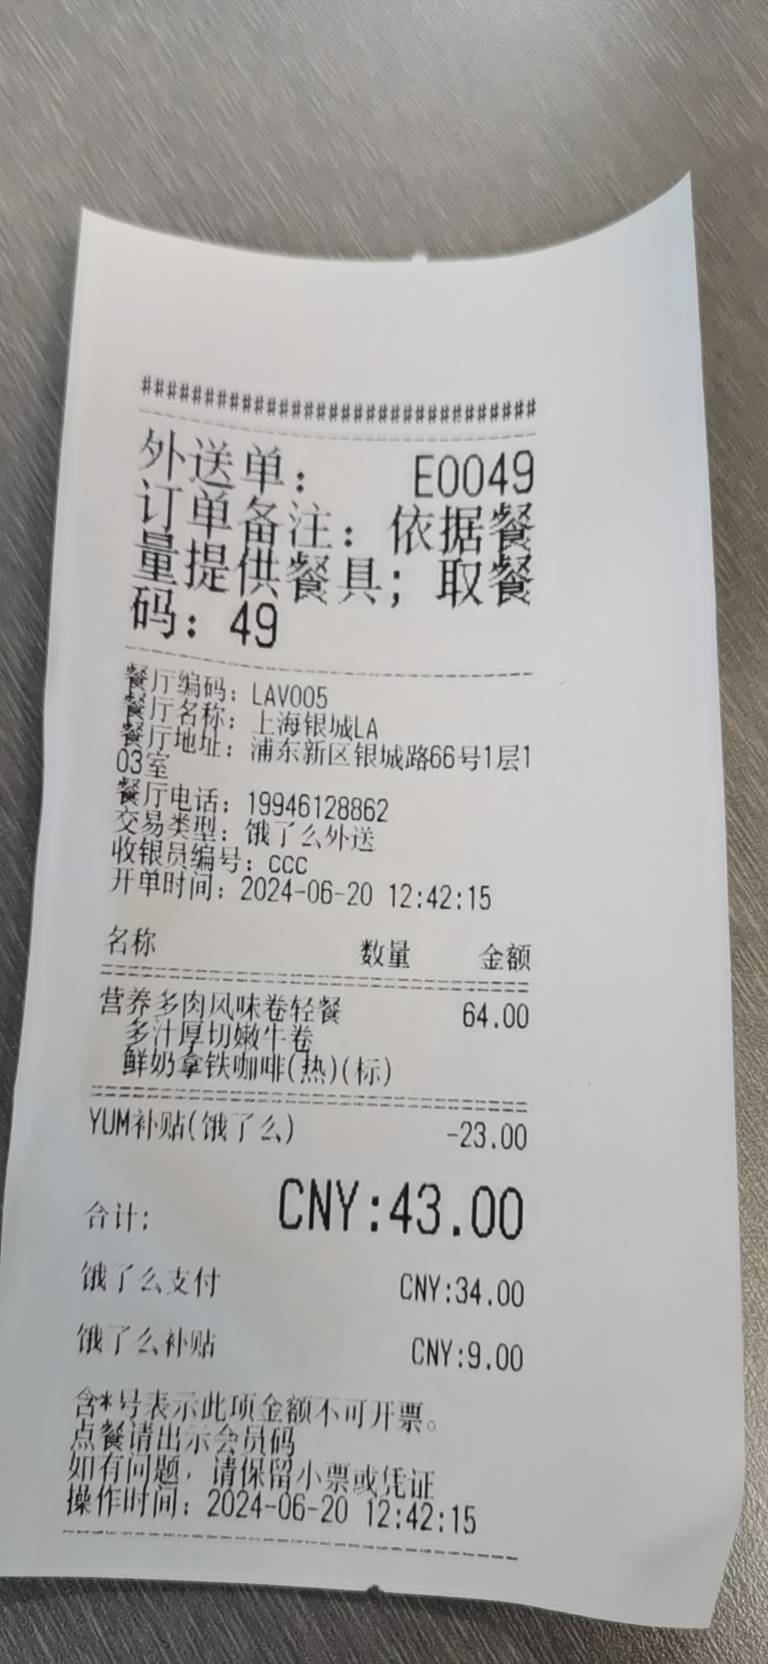 ################################
外送单： E0049
订单备注：依据餐
量提供餐具；取餐
码：49
餐厅编码：LAV005
餐厅名称：上海银城LA
餐厅地址：浦东新区银城路66号1层1
03室
餐厅电话：19946128862
交易类型：饿了么外送
收银员编号：ccc
开单时间：2024-06-20 12:42:15
名称 数量 金额
营养多肉风味卷轻餐 64.00
多汁厚切嫩牛卷
鲜奶拿铁咖啡(热)(标)
YUM补贴(饿了么) -23.00
合计： CNY:43.00
饿了么支付 CNY:34.00
饿了么补贴 CNY:9.00
含*号表示此项金额不可开票。
点餐请出示会员码
如有问题，请保留小票或凭证
操作时间：2024-06-20 12:42:15